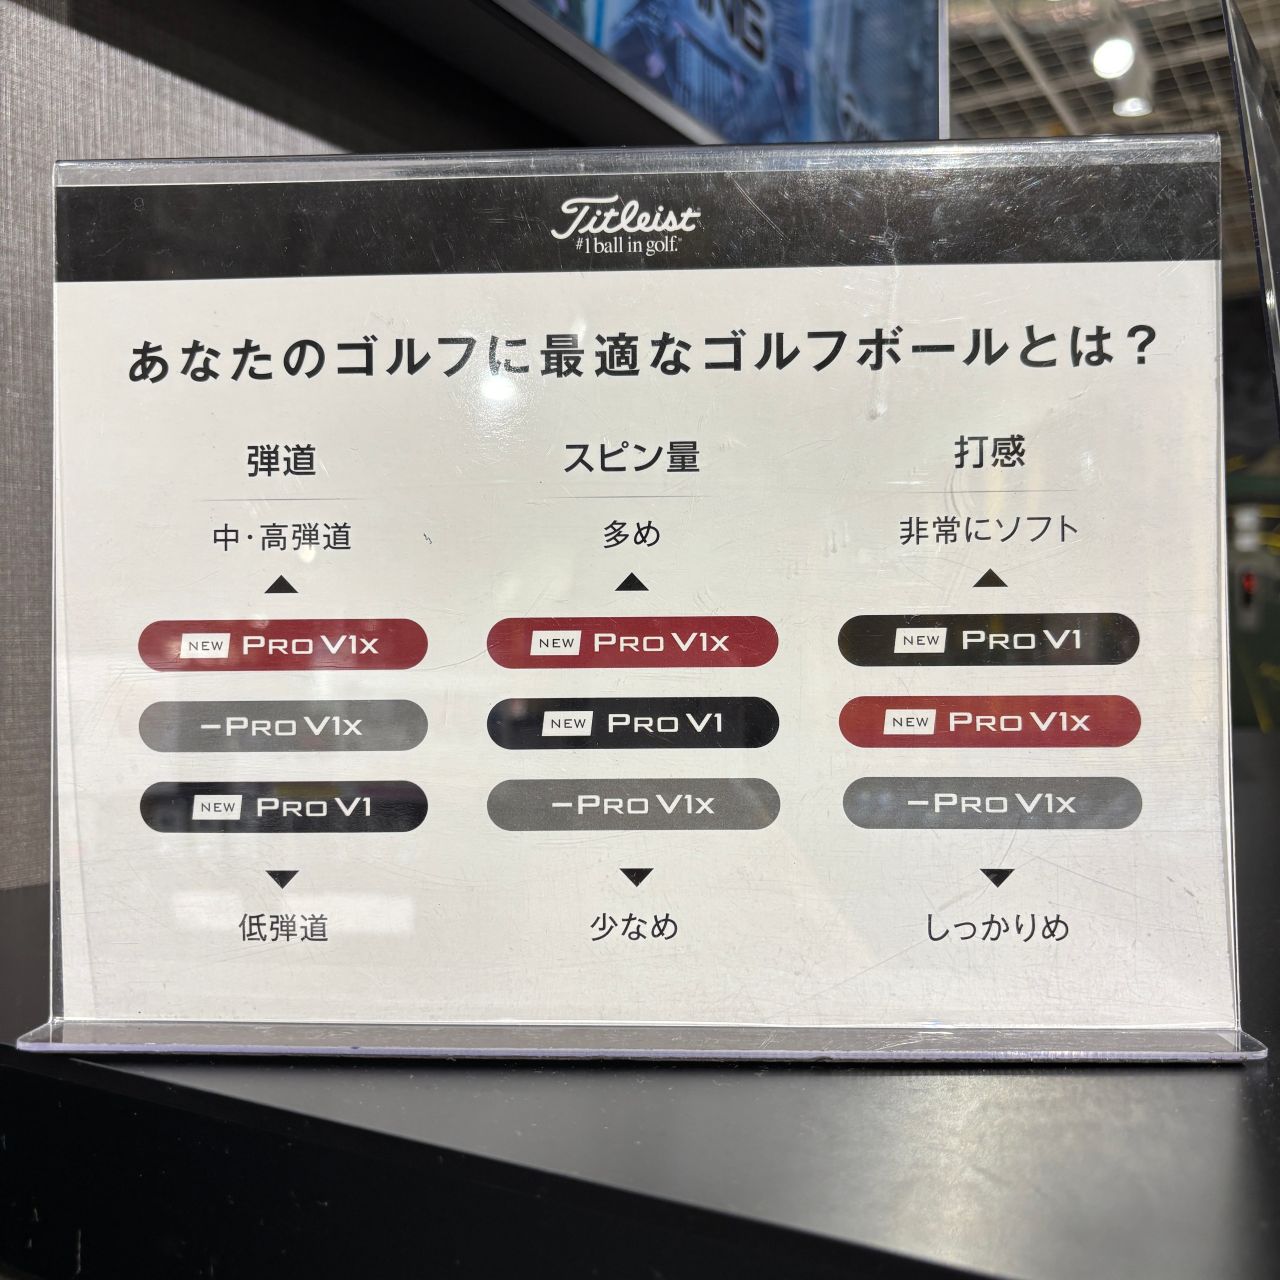 ING
Titleist
#1 ball in golf.
あなたのゴルフに最適なゴルフボールとは？
弾道
中・高弾道
▲
NEW PRO V1x
−PRO V1x
NEW PRO V1
▼
低弾道
スピン量
多め
▲
NEW PRO V1x
NEW PRO V1
−PRO V1x
▼
少なめ
打感
非常にソフト
▲
NEW PRO V1
NEW PRO V1x
−PRO V1x
▼
しっかりめ